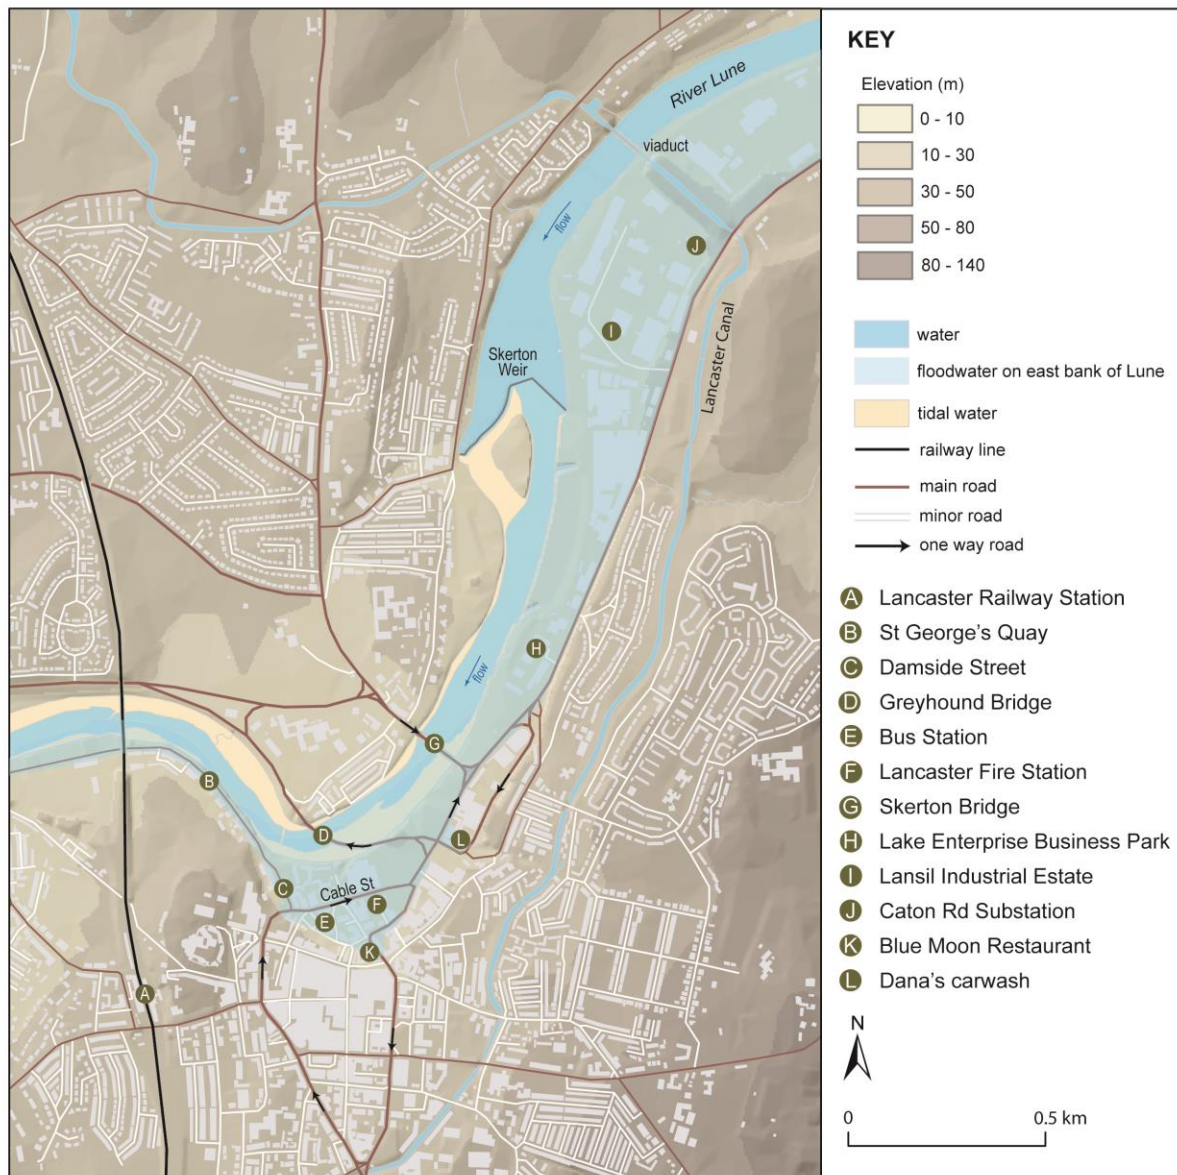 River Lune
viaduct
flow
J
I
Skerton
Weir
Lancaster Canal
H
flow
G
B
D
L
C
Cable St
E
F
K
A
KEY
Elevation (m)
0 - 10
10 - 30
30 - 50
50 - 80
80 - 140
water
floodwater on east bank of Lune
tidal water
railway line
main road
minor road
one way road
A Lancaster Railway Station
B St George's Quay
C Damside Street
D Greyhound Bridge
E Bus Station
F Lancaster Fire Station
G Skerton Bridge
H Lake Enterprise Business Park
I Lansil Industrial Estate
J Caton Rd Substation
K Blue Moon Restaurant
L Dana's carwash
N
0 0.5 km